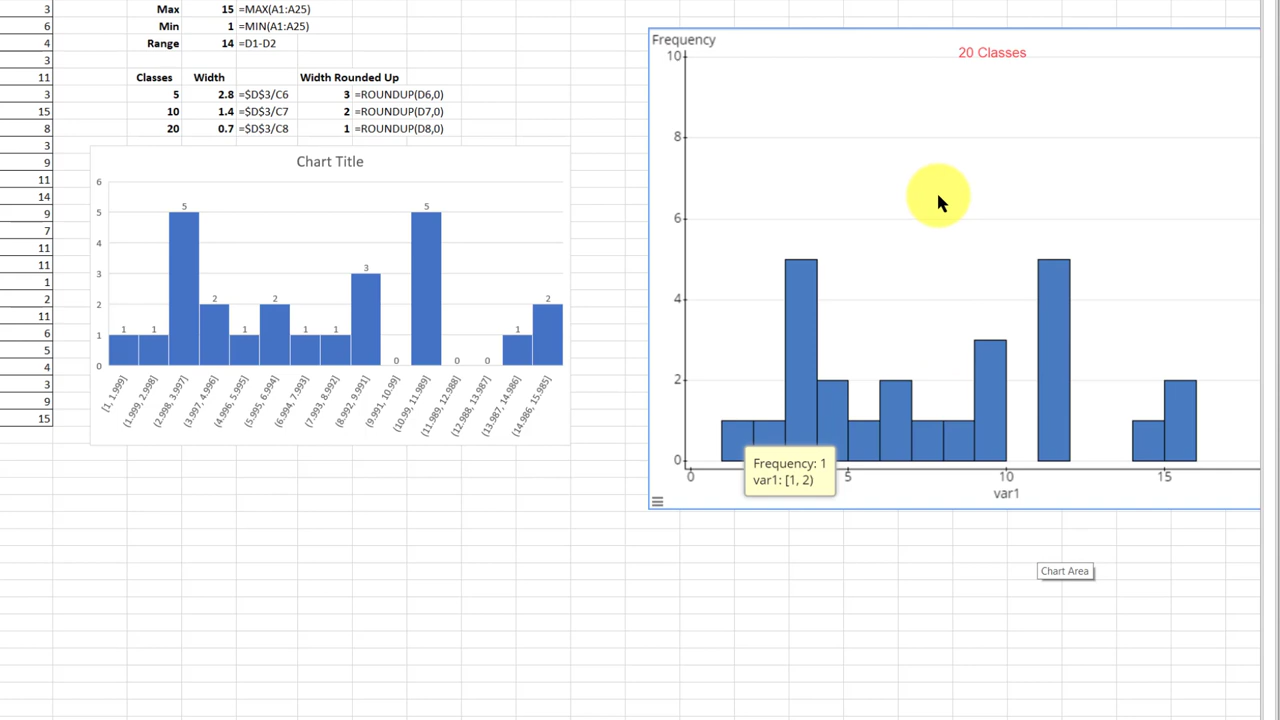 3 Max 15 =MAX(A1:A25)
6 Min 1 =MIN(A1:A25)
4 Range 14 =D1-D2
3
11 Classes Width Width Rounded Up
3 5 2.8 =$D$3/C6 3 =ROUNDUP(D6,0)
15 10 1.4 =$D$3/C7 2 =ROUNDUP(D7,0)
8 20 0.7 =$D$3/C8 1 =ROUNDUP(D8,0)
3
9
11
14
9
7
11
11
1
2
11
6
5
4
3
9
15
Chart Title
6
5
4
3
2
1
0
1 1 5 2 1 2 1 1 3 0 5 0 0 1 2
[1, 1.999]
(1.999, 2.998]
(2.998, 3.997]
(3.997, 4.996]
(4.996, 5.995]
(5.995, 6.994]
(6.994, 7.993]
(7.993, 8.992]
(8.992, 9.991]
(9.991, 10.99]
(10.99, 11.989]
(11.989, 12.988]
(12.988, 13.987]
(13.987, 14.986]
(14.986, 15.985]
Frequency
20 Classes
10
8
6
4
2
0
Frequency: 1
var1: [1, 2)
0 5 10 15
var1
Chart Area